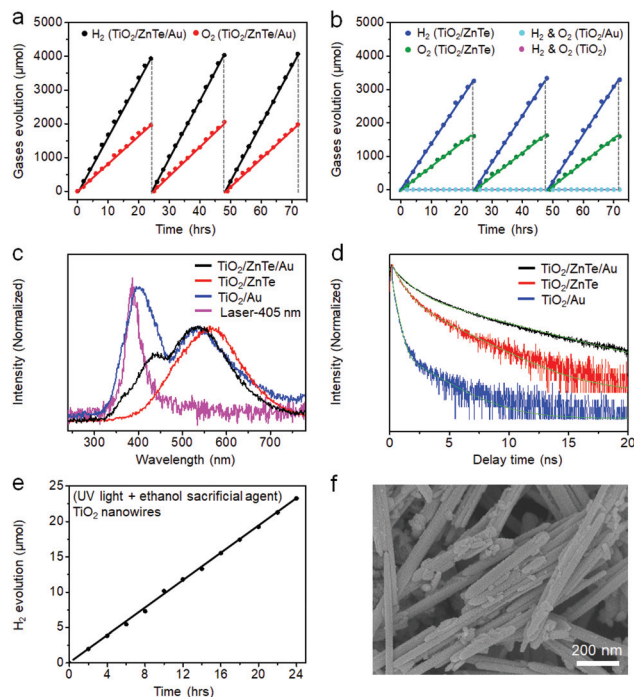 a
H₂ (TiO₂/ZnTe/Au) O₂ (TiO₂/ZnTe/Au)
Gases evolution (μmol)
5000
4000
3000
2000
1000
0
0 10 20 30 40 50 60 70
Time (hrs)
b
H₂ (TiO₂/ZnTe) H₂ & O₂ (TiO₂/Au)
O₂ (TiO₂/ZnTe) H₂ & O₂ (TiO₂)
Gases evolution (μmol)
5000
4000
3000
2000
1000
0
0 10 20 30 40 50 60 70
Time (hrs)
c
TiO₂/ZnTe/Au
TiO₂/ZnTe
TiO₂/Au
Laser-405 nm
Intensity (Normalized)
300 400 500 600 700
Wavelength (nm)
d
TiO₂/ZnTe/Au
TiO₂/ZnTe
TiO₂/Au
Intensity (Normalized)
0 5 10 15 20
Delay time (ns)
e
(UV light + ethanol sacrificial agent)
TiO₂ nanowires
H₂ evolution (μmol)
25
20
15
10
5
0
0 4 8 12 16 20 24
Time (hrs)
f
200 nm